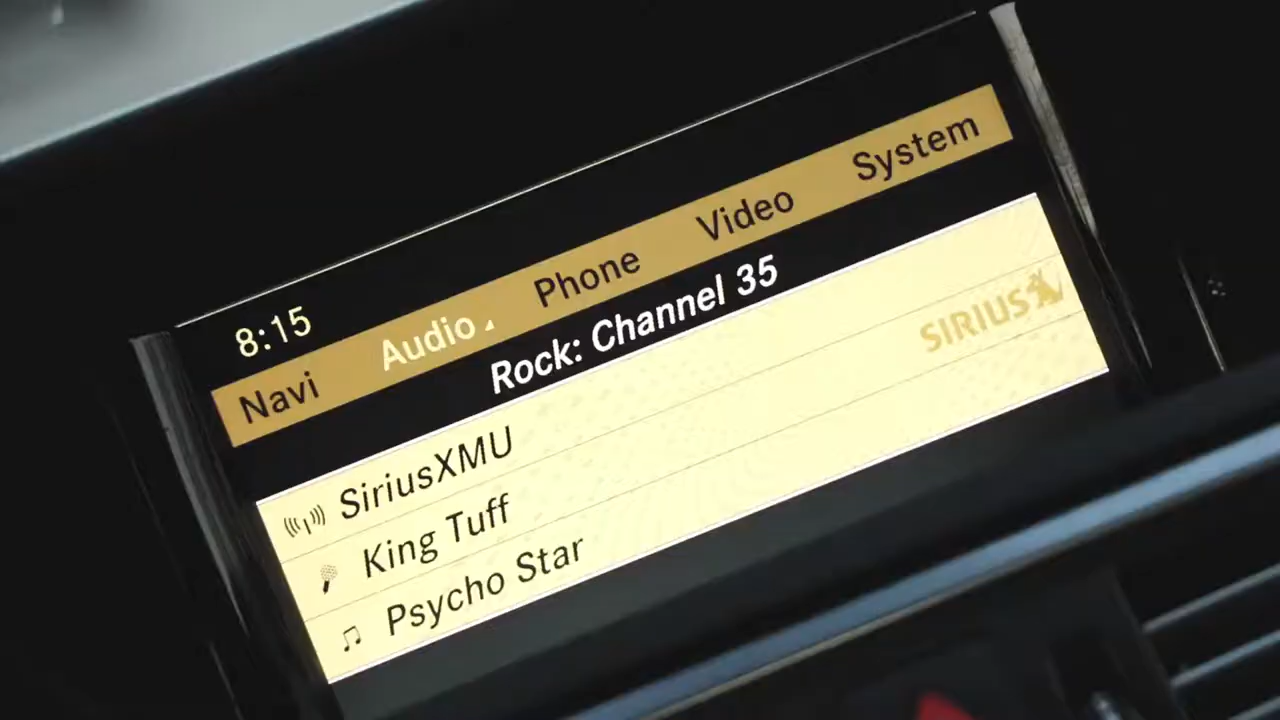 8:15
Navi Audio Phone Video System
Rock: Channel 35
SIRIUS
SiriusXMU
King Tuff
Psycho Star